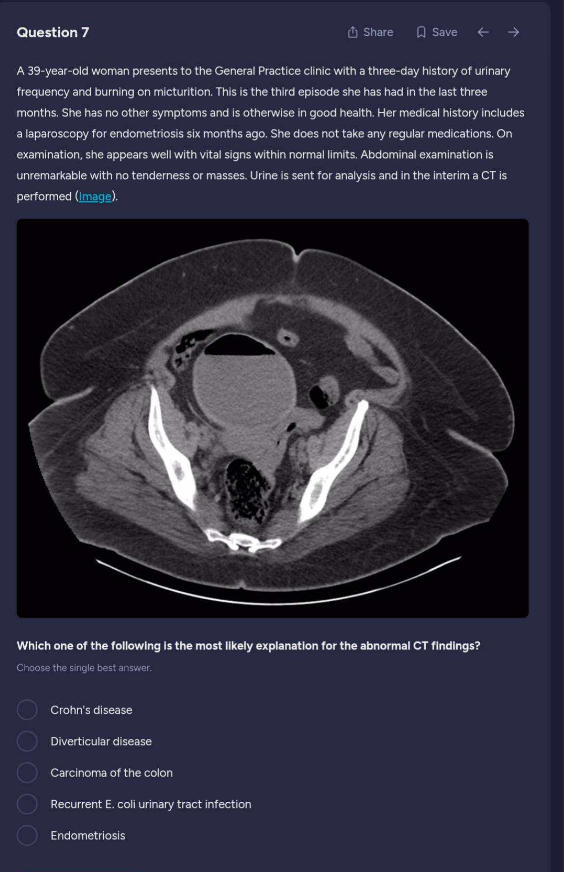 Question 7
Share
Save
A 39-year-old woman presents to the General Practice clinic with a three-day history of urinary
frequency and burning on micturition. This is the third episode she has had in the last three
months. She has no other symptoms and is otherwise in good health. Her medical history includes
a laparoscopy for endometriosis six months ago. She does not take any regular medications. On
examination, she appears well with vital signs within normal limits. Abdominal examination is
unremarkable with no tenderness or masses. Urine is sent for analysis and in the interim a CT is
performed (Image).
Which one of the following is the most likely explanation for the abnormal CT findings?
Choose the single best answer.
Crohn's disease
Diverticular disease
Carcinoma of the colon
Recurrent E. coli urinary tract infection
Endometriosis